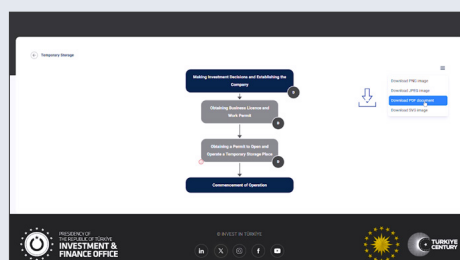 Temporary Storage
Making Investment Decisions and Establishing the
Company
Obtaining Business Licence and
Work Permit
Obtaining a Permit to Open and
Operate a Temporary Storage Place
Commencement of Operation
Download PNG image
Download JPEG image
Download PDF document
Download SVG image
PRESIDENCY OF
THE REPUBLIC OF TÜRKİYE
INVESTMENT &
FINANCE OFFICE
INVEST IN TÜRKİYE
in X f
TÜRKİYE
CENTURY